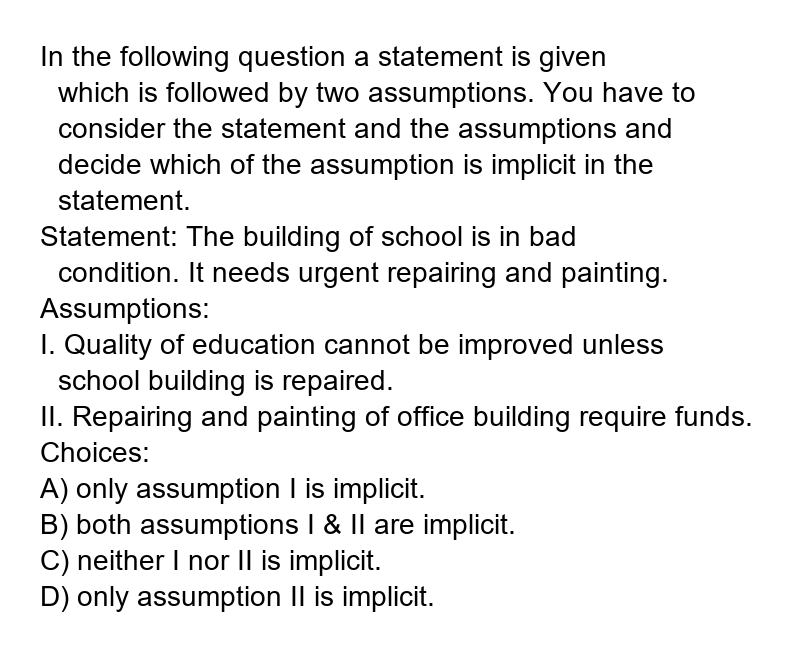 In the following question a statement is given
which is followed by two assumptions. You have to
consider the statement and the assumptions and
decide which of the assumption is implicit in the
statement.
Statement: The building of school is in bad
condition. It needs urgent repairing and painting.
Assumptions:
I. Quality of education cannot be improved unless
school building is repaired.
II. Repairing and painting of office building require funds.
Choices:
A) only assumption I is implicit.
B) both assumptions I & II are implicit.
C) neither I nor II is implicit.
D) only assumption II is implicit.